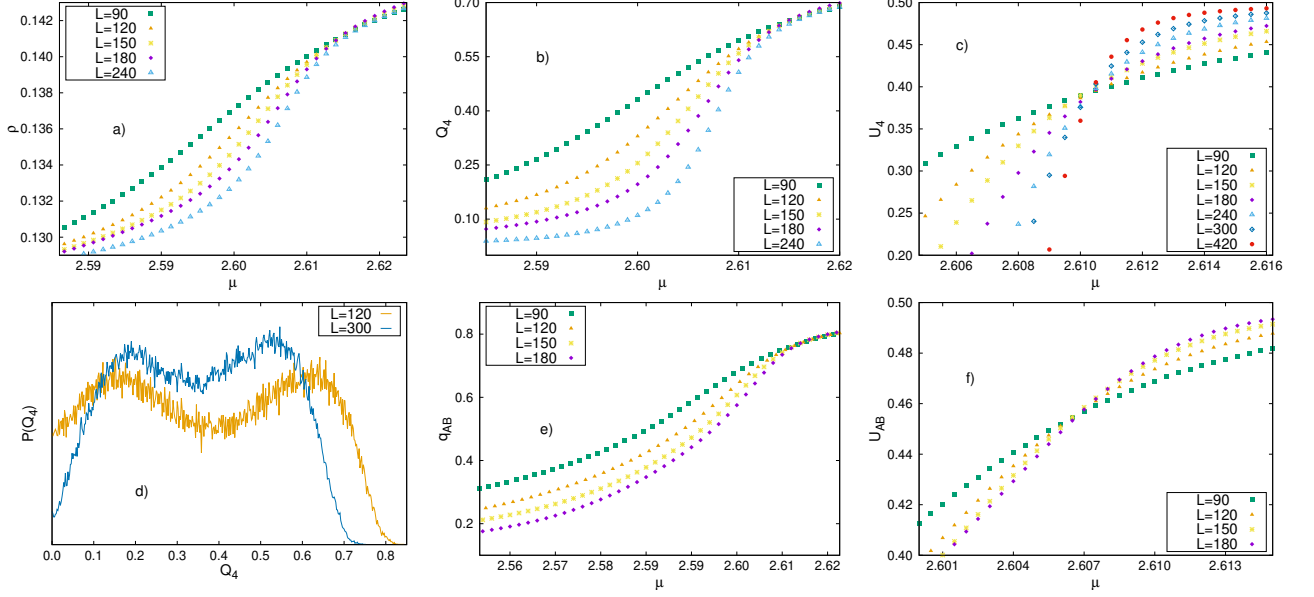 0.142
0.140
0.138
0.136
0.134
0.132
0.130
ρ
L=90
L=120
L=150
L=180
L=240
a)
2.59
2.60
2.61
2.62
μ
0.70
0.55
0.40
0.25
0.10
Q4
b)
L=90
L=120
L=150
L=180
L=240
2.59
2.60
2.61
2.62
μ
0.50
0.45
0.40
0.35
0.30
0.25
0.20
U4
c)
L=90
L=120
L=150
L=180
L=240
L=300
L=420
2.606
2.608
2.610
2.612
2.614
2.616
μ
P(Q4)
L=120
L=300
d)
0.0
0.1
0.2
0.3
0.4
0.5
0.6
0.7
0.8
Q4
0.8
0.6
0.4
0.2
qAB
L=90
L=120
L=150
L=180
e)
2.56
2.57
2.58
2.59
2.60
2.61
2.62
μ
0.50
0.48
0.46
0.44
0.42
0.40
UAB
f)
L=90
L=120
L=150
L=180
2.601
2.604
2.607
2.610
2.613
μ